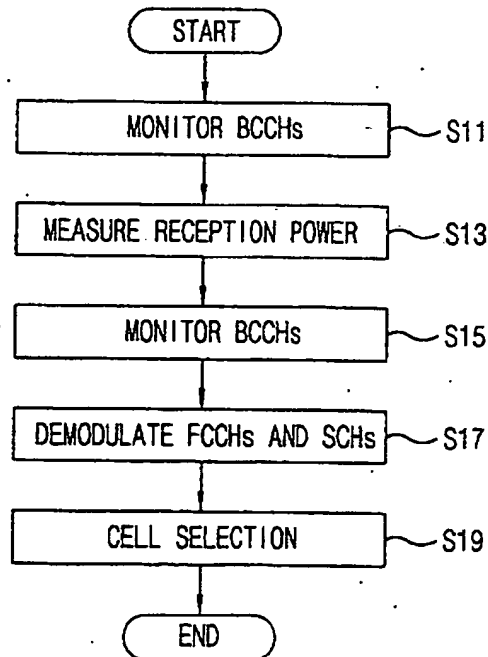 START
MONITOR BCCHs
S11
MEASURE RECEPTION POWER
S13
MONITOR BCCHs
S15
DEMODULATE FCCHs AND SCHs
S17
CELL SELECTION
S19
END